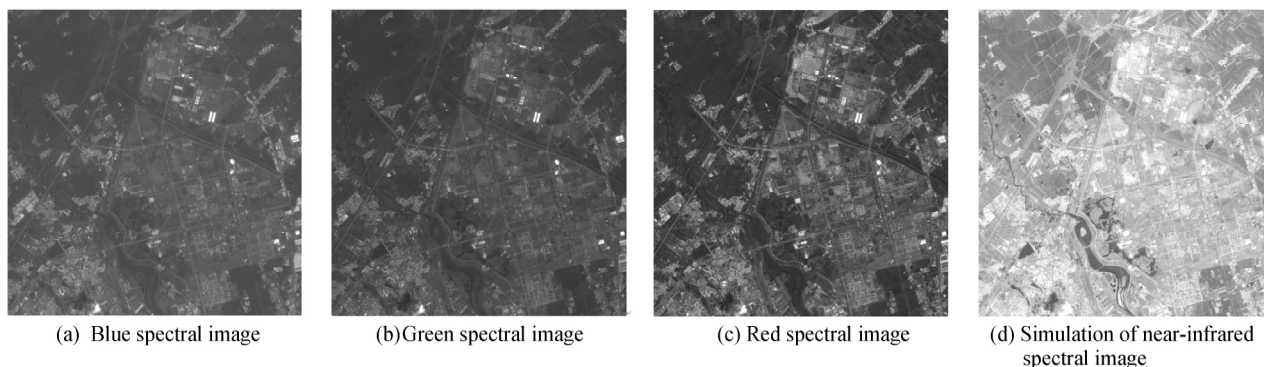 (a) Blue spectral image
(b)Green spectral image
(c) Red spectral image
(d) Simulation of near-infrared
spectral image